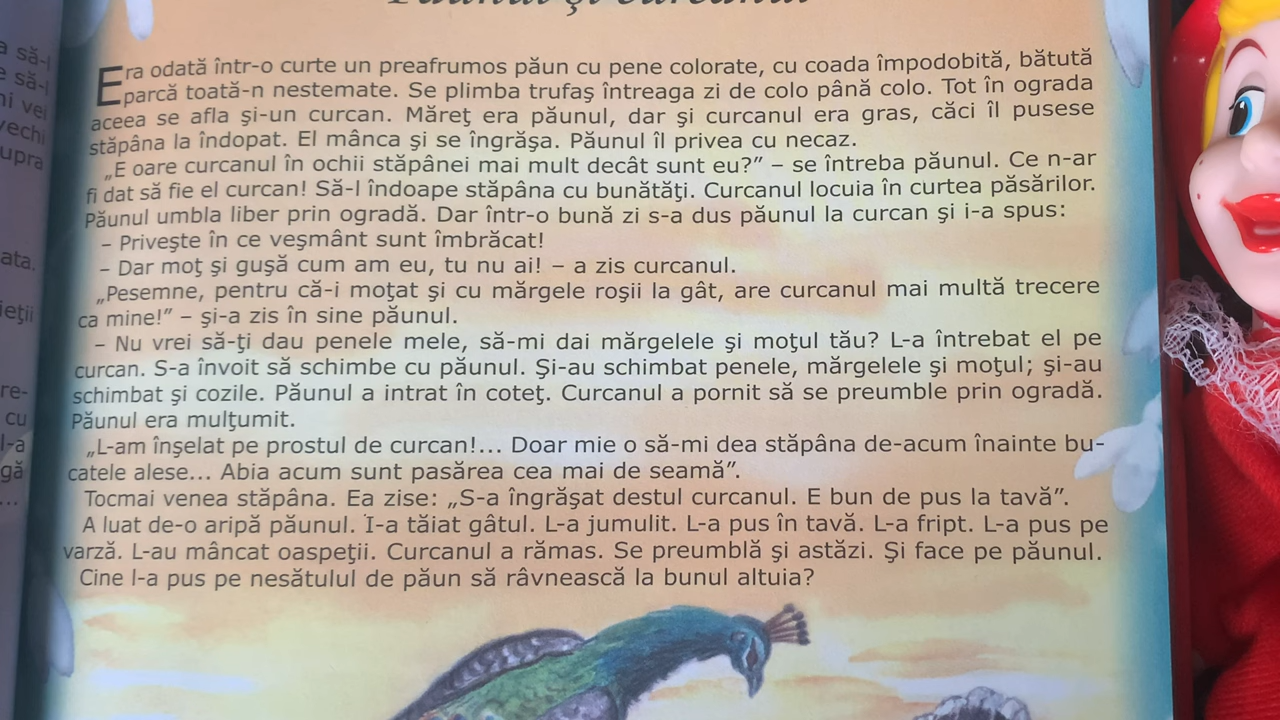 Păunul şi curcanul
Era odată într-o curte un preafrumos păun cu pene colorate, cu coada împodobită, bătută
parcă toată-n nestemate. Se plimba trufaş întreaga zi de colo până colo. Tot în ograda
aceea se afla şi-un curcan. Măreţ era păunul, dar şi curcanul era gras, căci îl pusese
stăpâna la îndopat. El mânca şi se îngrăşa. Păunul îl privea cu necaz.
„E oare curcanul în ochii stăpânei mai mult decât sunt eu?” – se întreba păunul. Ce n-ar
fi dat să fie el curcan! Să-l îndoape stăpâna cu bunătăţi. Curcanul locuia în curtea păsărilor.
Păunul umbla liber prin ogradă. Dar într-o bună zi s-a dus păunul la curcan şi i-a spus:
– Priveşte în ce veşmânt sunt îmbrăcat!
– Dar moţ şi guşă cum am eu, tu nu ai! – a zis curcanul.
„Pesemne, pentru că-i moţat şi cu mărgele roşii la gât, are curcanul mai multă trecere
ca mine!” – şi-a zis în sine păunul.
– Nu vrei să-ţi dau penele mele, să-mi dai mărgelele şi moţul tău? L-a întrebat el pe
curcan. S-a învoit să schimbe cu păunul. Şi-au schimbat penele, mărgelele şi moţul; şi-au
schimbat şi cozile. Păunul a intrat în coteţ. Curcanul a pornit să se preumble prin ogradă.
Păunul era mulţumit.
„L-am înşelat pe prostul de curcan!... Doar mie o să-mi dea stăpâna de-acum înainte bu-
catele alese... Abia acum sunt pasărea cea mai de seamă”.
Tocmai venea stăpâna. Ea zise: „S-a îngrăşat destul curcanul. E bun de pus la tavă”.
A luat de-o aripă păunul. I-a tăiat gâtul. L-a jumulit. L-a pus în tavă. L-a fript. L-a pus pe
varză. L-au mâncat oaspeţii. Curcanul a rămas. Se preumblă şi astăzi. Şi face pe păunul.
Cine l-a pus pe nesătulul de păun să râvnească la bunul altuia?